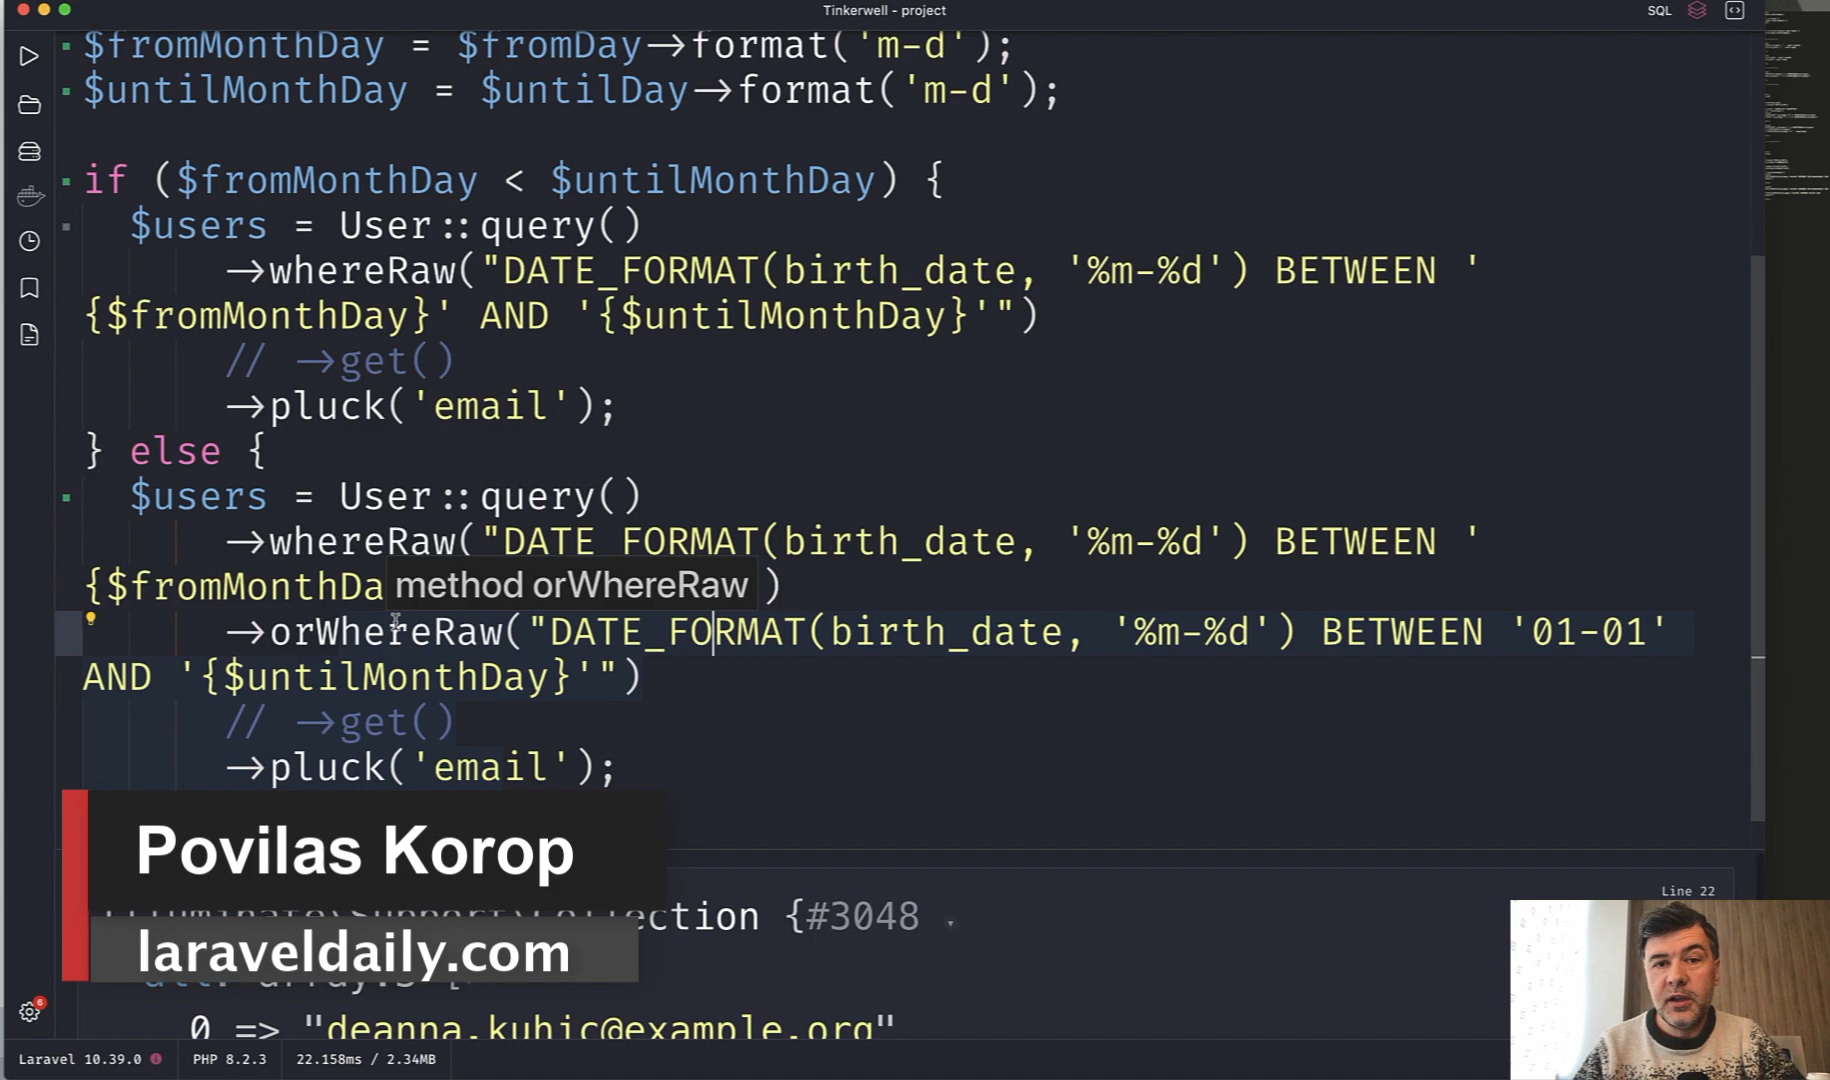 Tinkerwell - project
SQL
$fromMonthDay = $fromDay->format('m-d');
$untilMonthDay = $untilDay->format('m-d');
if ($fromMonthDay < $untilMonthDay) {
$users = User::query()
->whereRaw("DATE_FORMAT(birth_date, '%m-%d') BETWEEN '
{$fromMonthDay}' AND '{$untilMonthDay}'")
// ->get()
->pluck('email');
} else {
$users = User::query()
->whereRaw("DATE_FORMAT(birth_date, '%m-%d') BETWEEN '
{$fromMonthDa
method orWhereRaw
)
->orWhereRaw("DATE_FORMAT(birth_date, '%m-%d') BETWEEN '01-01'
AND '{$untilMonthDay}'")
// ->get()
->pluck('email');
Povilas Korop
Line 22
ection {#3048
laraveldaily.com
0 => "deanna.kuhic@example.org"
6
Laravel 10.39.0
PHP 8.2.3
22.158ms / 2.34MB